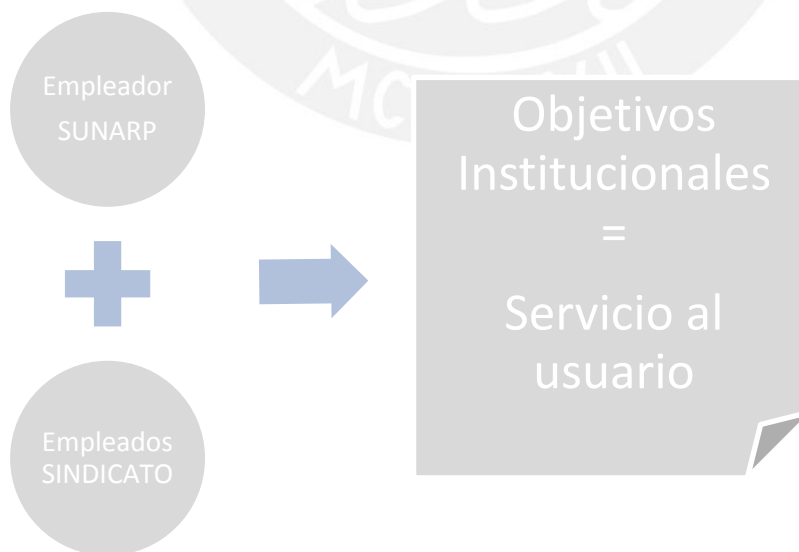 Empleador
SUNARP
Empleados
SINDICATO
Objetivos
Institucionales
=
Servicio al
usuario